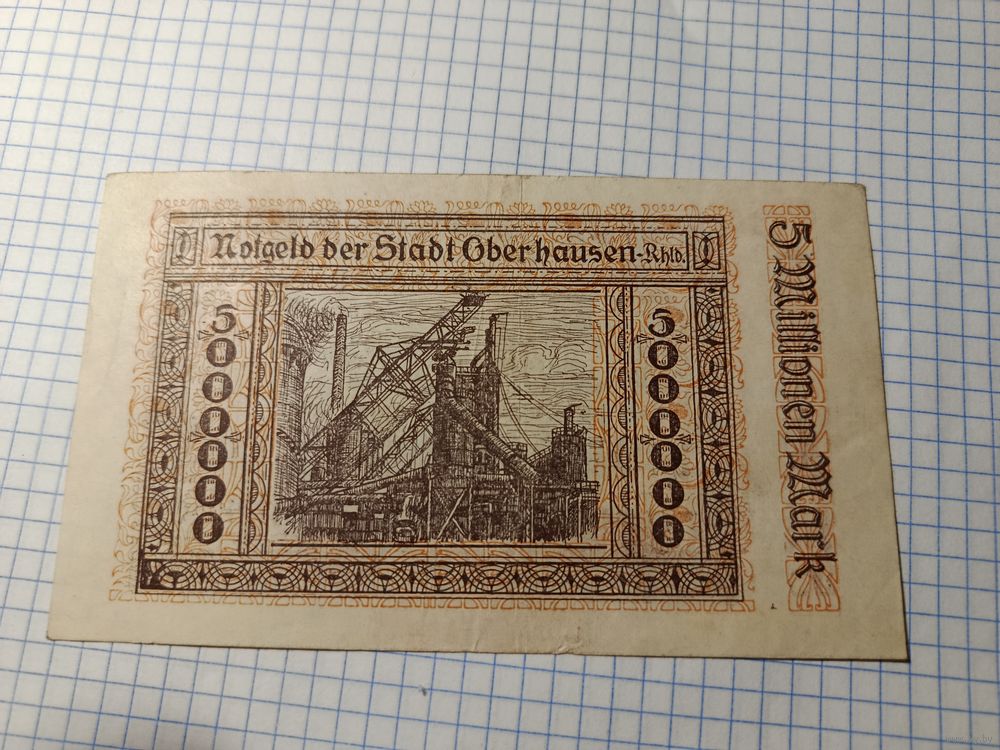 Notgeld der Stadt Oberhausen-Rhld.
5000000
5000000
5 Millionen Mark